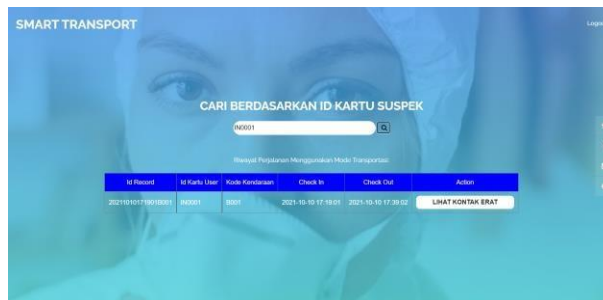 SMART TRANSPORT
CARI BERDASARKAN ID KARTU SUSPEK
IN0001
Riwayat Perjalanan Menggunakan Mode Transportasi
Id Record Id Kartu User Kode Kendaraan Check In Check Out Action
IN0001 B001 2021-10-10 17:19:01 2021-10-10 17:39:02 LIHAT KONTAK ERAT